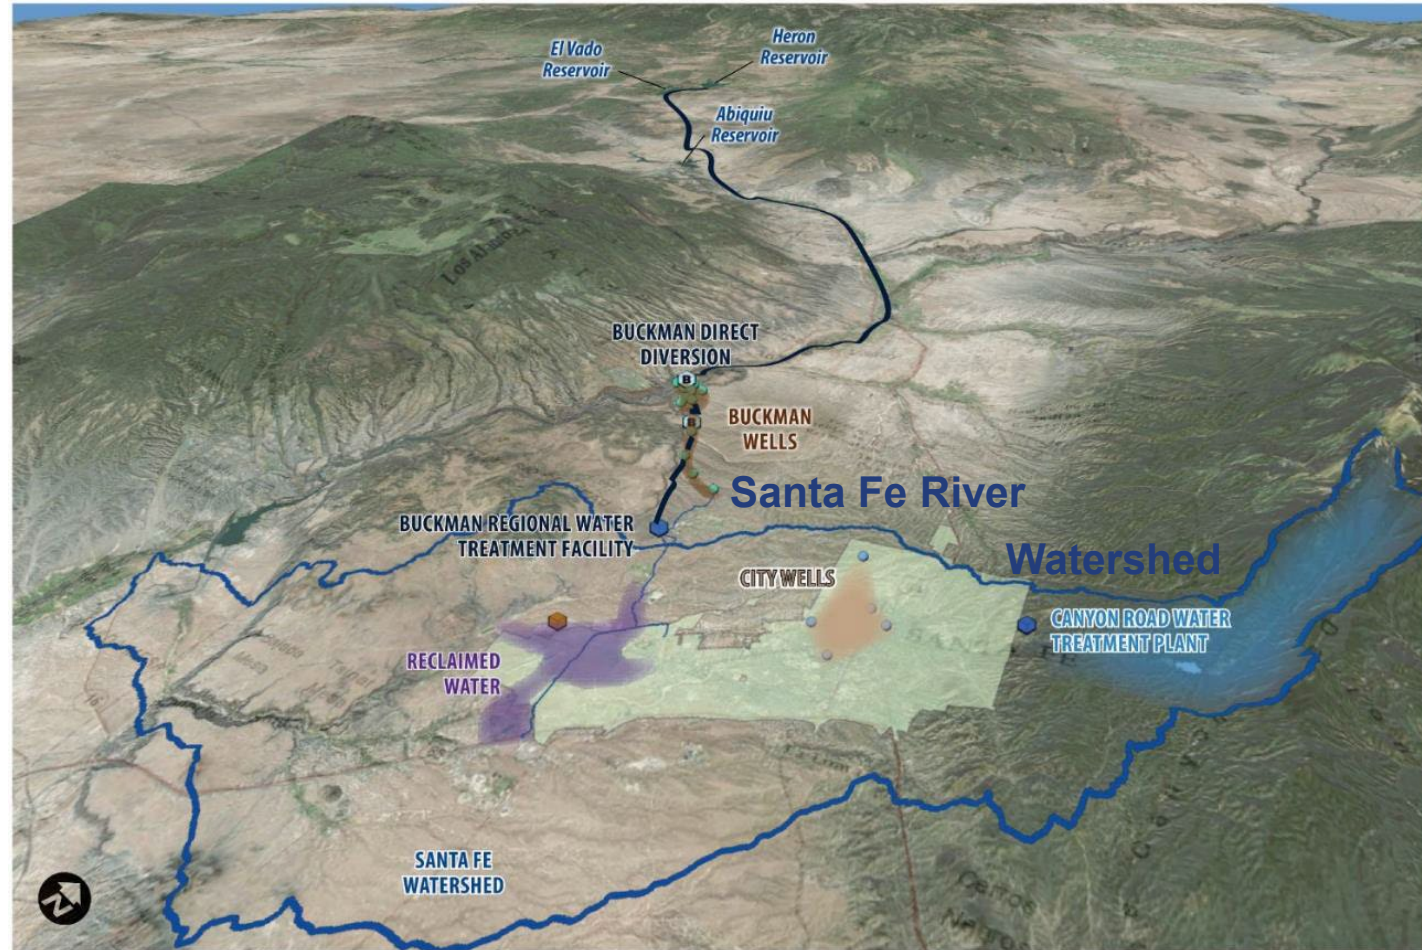 El Vado
Reservoir
Heron
Reservoir
Abiquiu
Reservoir
BUCKMAN DIRECT
DIVERSION
B
BUCKMAN
WELLS
Santa Fe River
BUCKMAN REGIONAL WATER
TREATMENT FACILITY
Watershed
CITY WELLS
CANYON ROAD WATER
TREATMENT PLANT
RECLAIMED
WATER
SANTA FE
WATERSHED
N